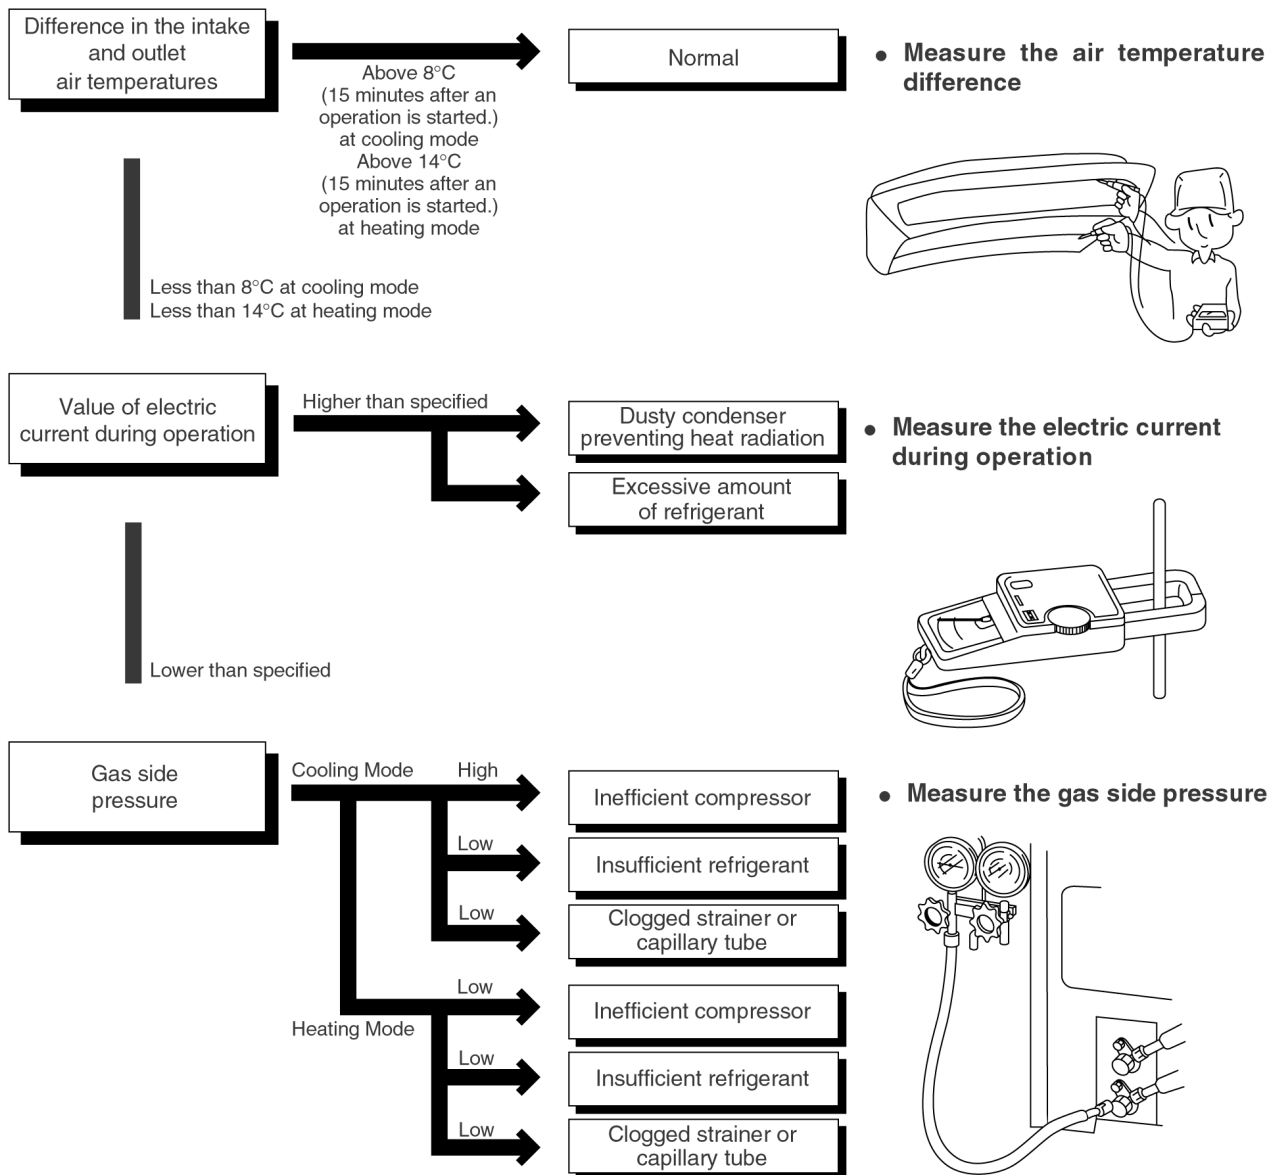 Difference in the intake
and outlet
air temperatures
Above 8°C
(15 minutes after an
operation is started.)
at cooling mode
Above 14°C
(15 minutes after an
operation is started.)
at heating mode
Normal
● Measure the air temperature
difference
Less than 8°C at cooling mode
Less than 14°C at heating mode
Value of electric
current during operation
Higher than specified
Dusty condenser
preventing heat radiation
Excessive amount
of refrigerant
● Measure the electric current
during operation
Lower than specified
Gas side
pressure
Cooling Mode
High
Inefficient compressor
Low
Insufficient refrigerant
Low
Clogged strainer or
capillary tube
Heating Mode
Low
Inefficient compressor
Low
Insufficient refrigerant
Low
Clogged strainer or
capillary tube
● Measure the gas side pressure